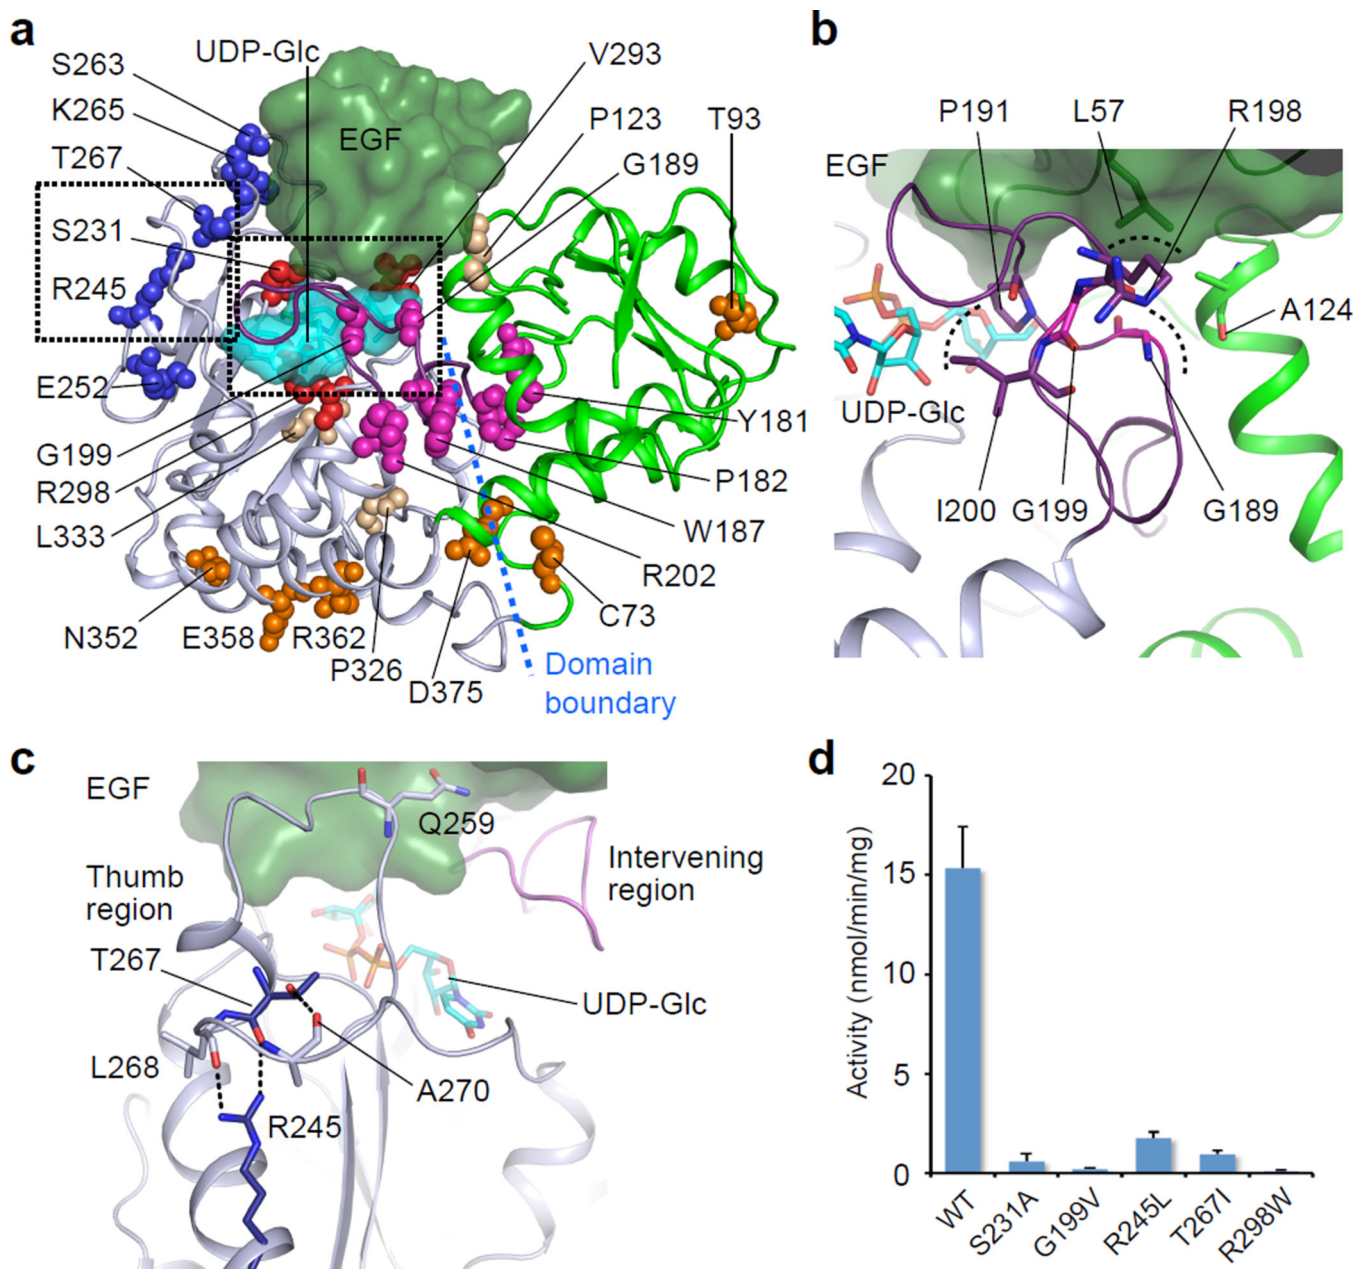 a
UDP-Glc
S263
V293
K265
EGF
P123
T93
T267
G189
S231
R245
E252
Y181
G199
P182
R298
W187
L333
R202
N352
E358
R362
C73
P326
D375
Domain
boundary
b
P191
L57
R198
EGF
A124
UDP-Glc
I200
G199
G189
c
EGF
Q259
Thumb
region
Intervening
region
T267
UDP-Glc
L268
A270
R245
d
Activity (nmol/min/mg)
20
15
10
5
0
WT
S231A
G199V
R245L
T267I
R298W